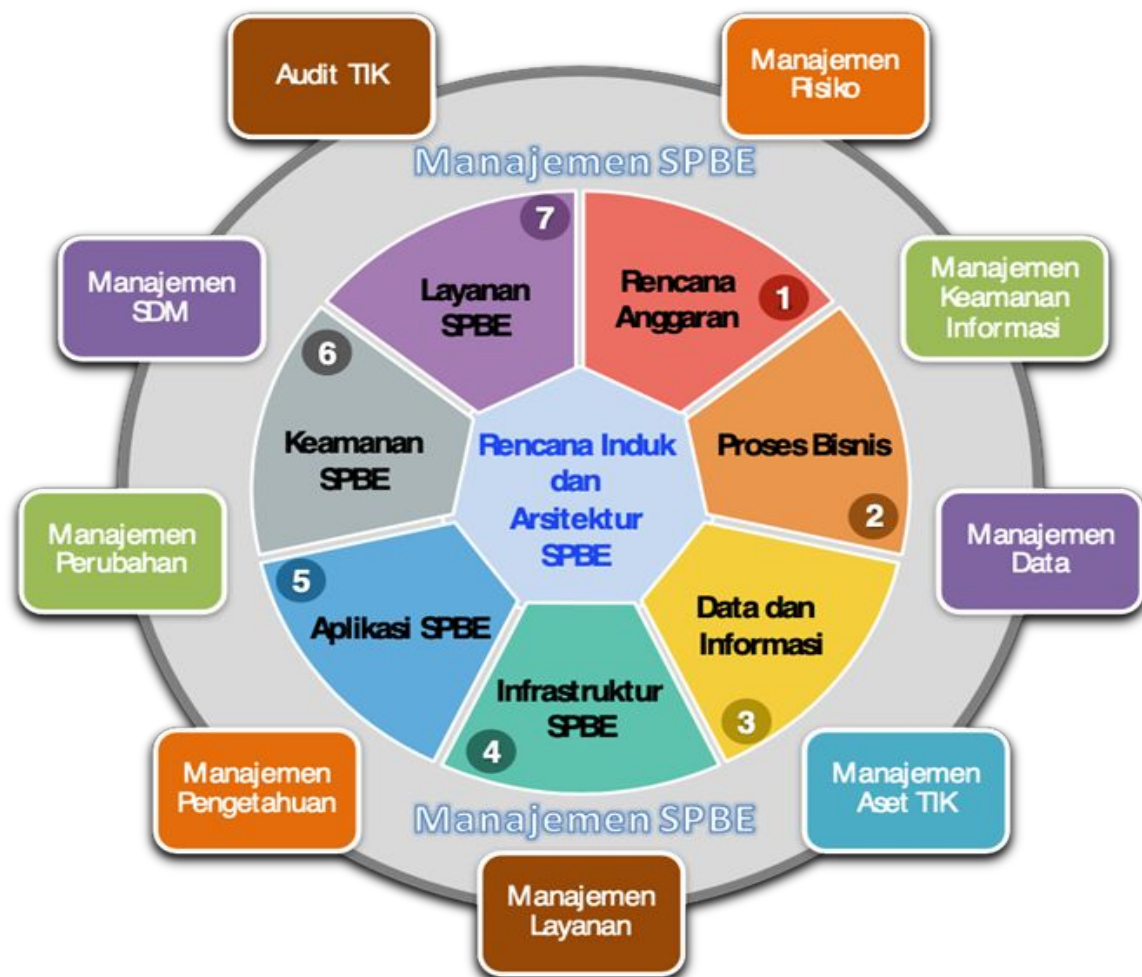 Audit TIK
Manajemen
Risiko
Manajemen SPBE
Manajemen
SDM
Manajemen
Keamanan
Informasi
7
Layanan
SPBE
Rencana
Anggaran
1
6
Keamanan
SPBE
Rencana Induk
dan
Arsitektur
SPBE
Proses Bisnis
2
Manajemen
Perubahan
Manajemen
Data
5
Aplikasi SPBE
Data dan
Informasi
3
Infrastruktur
SPBE
4
Manajemen
Pengetahuan
Manajemen
Aset TIK
Manajemen SPBE
Manajemen
Layanan